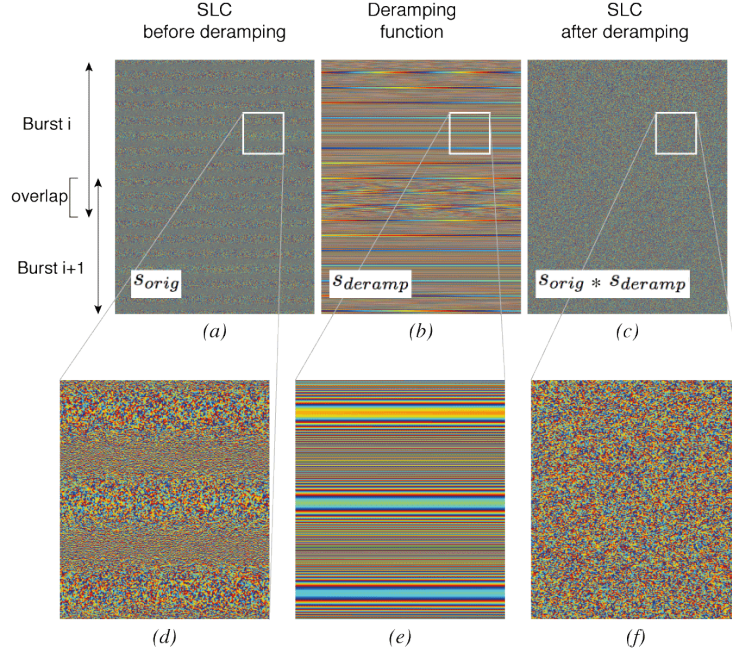 SLC
before deramping
Deramping
function
SLC
after deramping
Burst i
overlap
Burst i+1
s_orig
s_deramp
s_orig * s_deramp
(a)
(b)
(c)
(d)
(e)
(f)